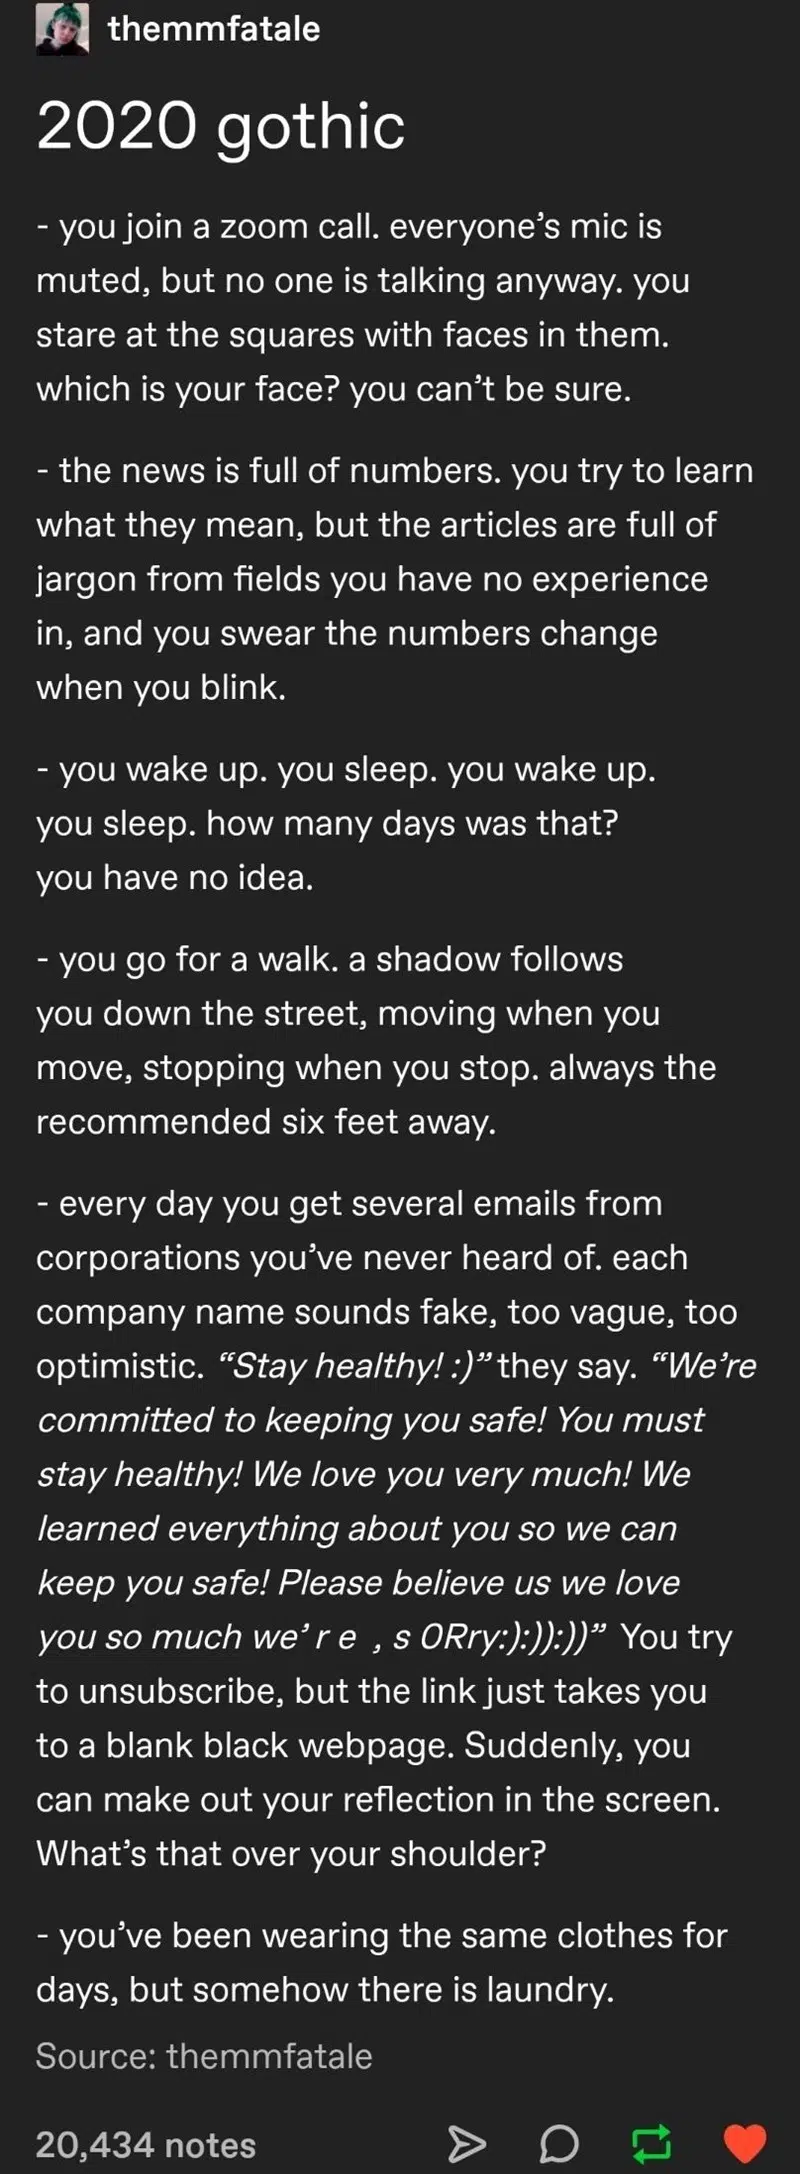 themmfatale
2020 gothic
- you join a zoom call. everyone’s mic is
muted, but no one is talking anyway. you
stare at the squares with faces in them.
which is your face? you can’t be sure.
- the news is full of numbers. you try to learn
what they mean, but the articles are full of
jargon from fields you have no experience
in, and you swear the numbers change
when you blink.
- you wake up. you sleep. you wake up.
you sleep. how many days was that?
you have no idea.
- you go for a walk. a shadow follows
you down the street, moving when you
move, stopping when you stop. always the
recommended six feet away.
- every day you get several emails from
corporations you’ve never heard of. each
company name sounds fake, too vague, too
optimistic. “Stay healthy! :)” they say. “We’re
committed to keeping you safe! You must
stay healthy! We love you very much! We
learned everything about you so we can
keep you safe! Please believe us we love
you so much we’ r e , s ORry:):)):))” You try
to unsubscribe, but the link just takes you
to a blank black webpage. Suddenly, you
can make out your reflection in the screen.
What’s that over your shoulder?
- you’ve been wearing the same clothes for
days, but somehow there is laundry.
Source: themmfatale
20,434 notes